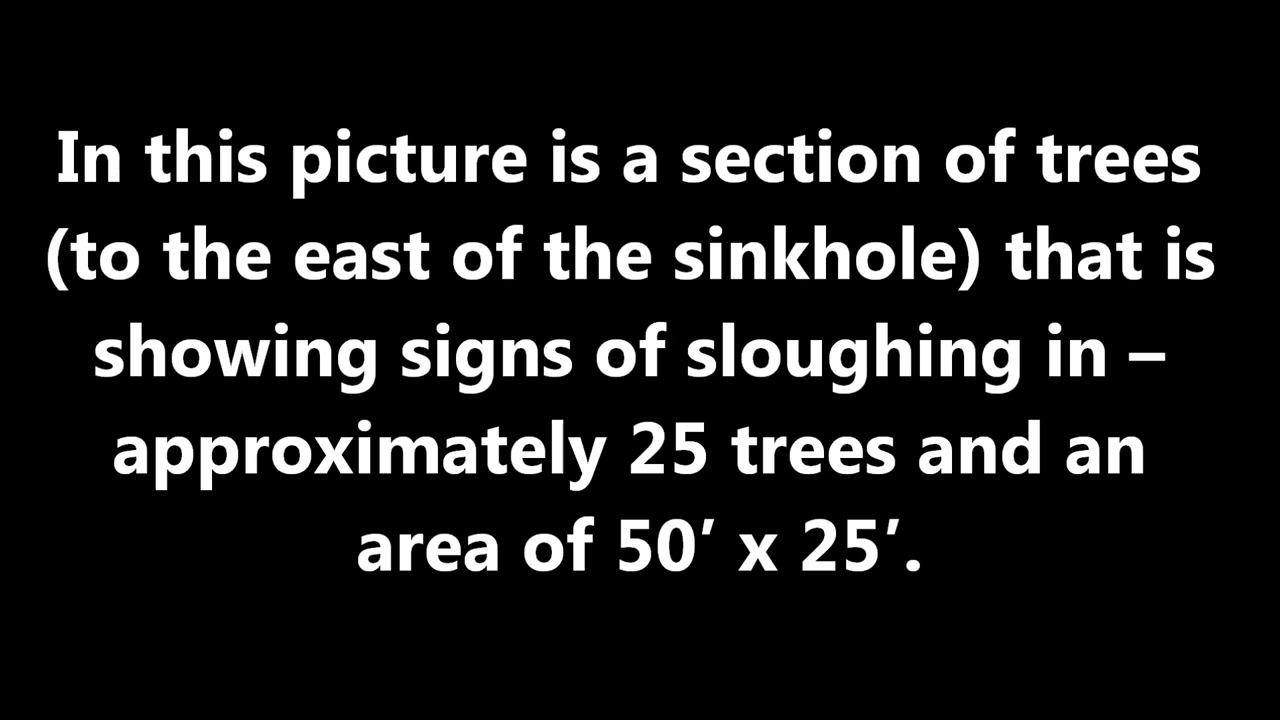 In this picture is a section of trees
(to the east of the sinkhole) that is
showing signs of sloughing in –
approximately 25 trees and an
area of 50′ x 25′.